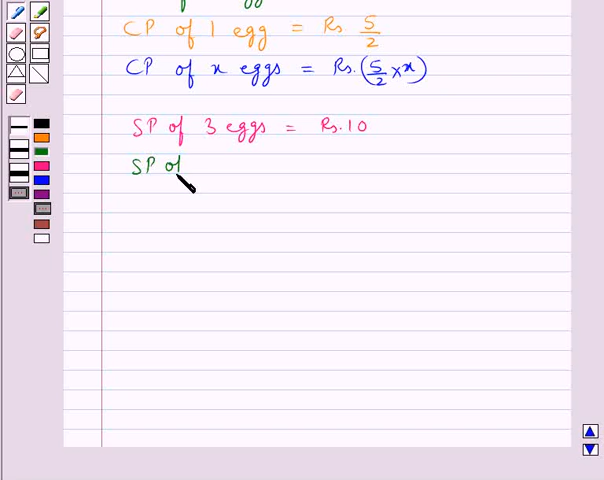 CP of 1 egg = Rs. 5/2
CP of x eggs = Rs. (5/2 × x)
SP of 3 eggs = Rs. 10
SP of